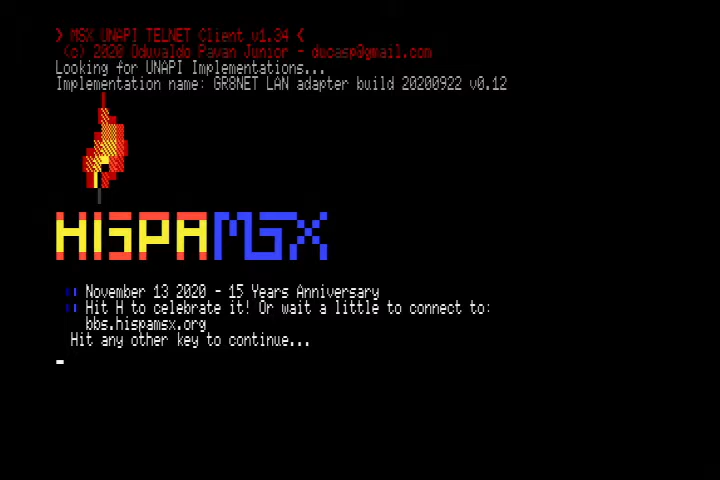 > MSX UNAPI TELNET Client v1.34 <
(c) 2020 Oduvaldo Pavan Junior - ducasp@gmail.com
Looking for UNAPI Implementations...
Implementation name: GR8NET LAN adapter build 20200922 v0.12
HISPAMSX
November 13 2020 - 15 Years Anniversary
Hit H to celebrate it! Or wait a little to connect to:
bbs.hispamsx.org
Hit any other key to continue...